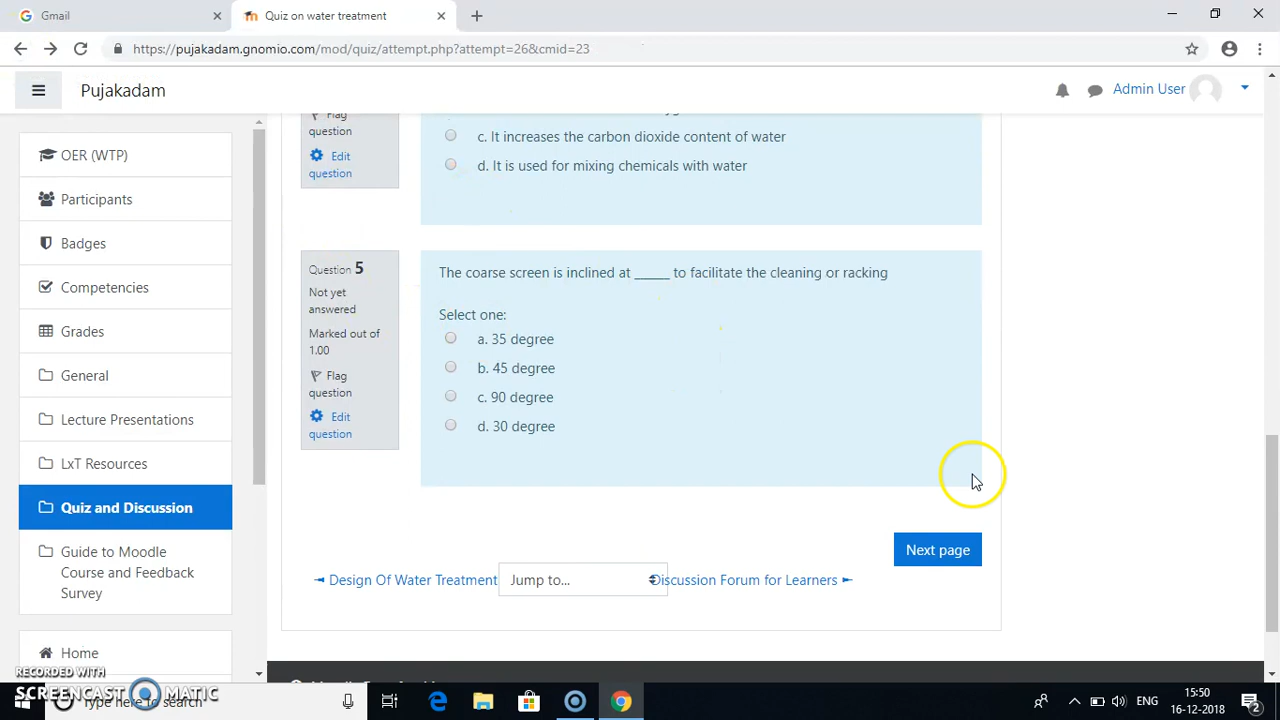 Gmail
Quiz on water treatment
https://pujakadam.gnomio.com/mod/quiz/attempt.php?attempt=26&cmid=23
Pujakadam
Admin User
OER (WTP)
Participants
Badges
Competencies
Grades
General
Lecture Presentations
LxT Resources
Quiz and Discussion
Guide to Moodle
Course and Feedback
Survey
Home
Flag
question
Edit
question
c. It increases the carbon dioxide content of water
d. It is used for mixing chemicals with water
Question 5
Not yet
answered
Marked out of
1.00
Flag
question
Edit
question
The coarse screen is inclined at ______ to facilitate the cleaning or racking
Select one:
a. 35 degree
b. 45 degree
c. 90 degree
d. 30 degree
Next page
◄ Design Of Water Treatment
Jump to...
Discussion Forum for Learners ►
RECORDED WITH
SCREENCAST MATIC
Type here to search
ENG
15:50
16-12-2018
2